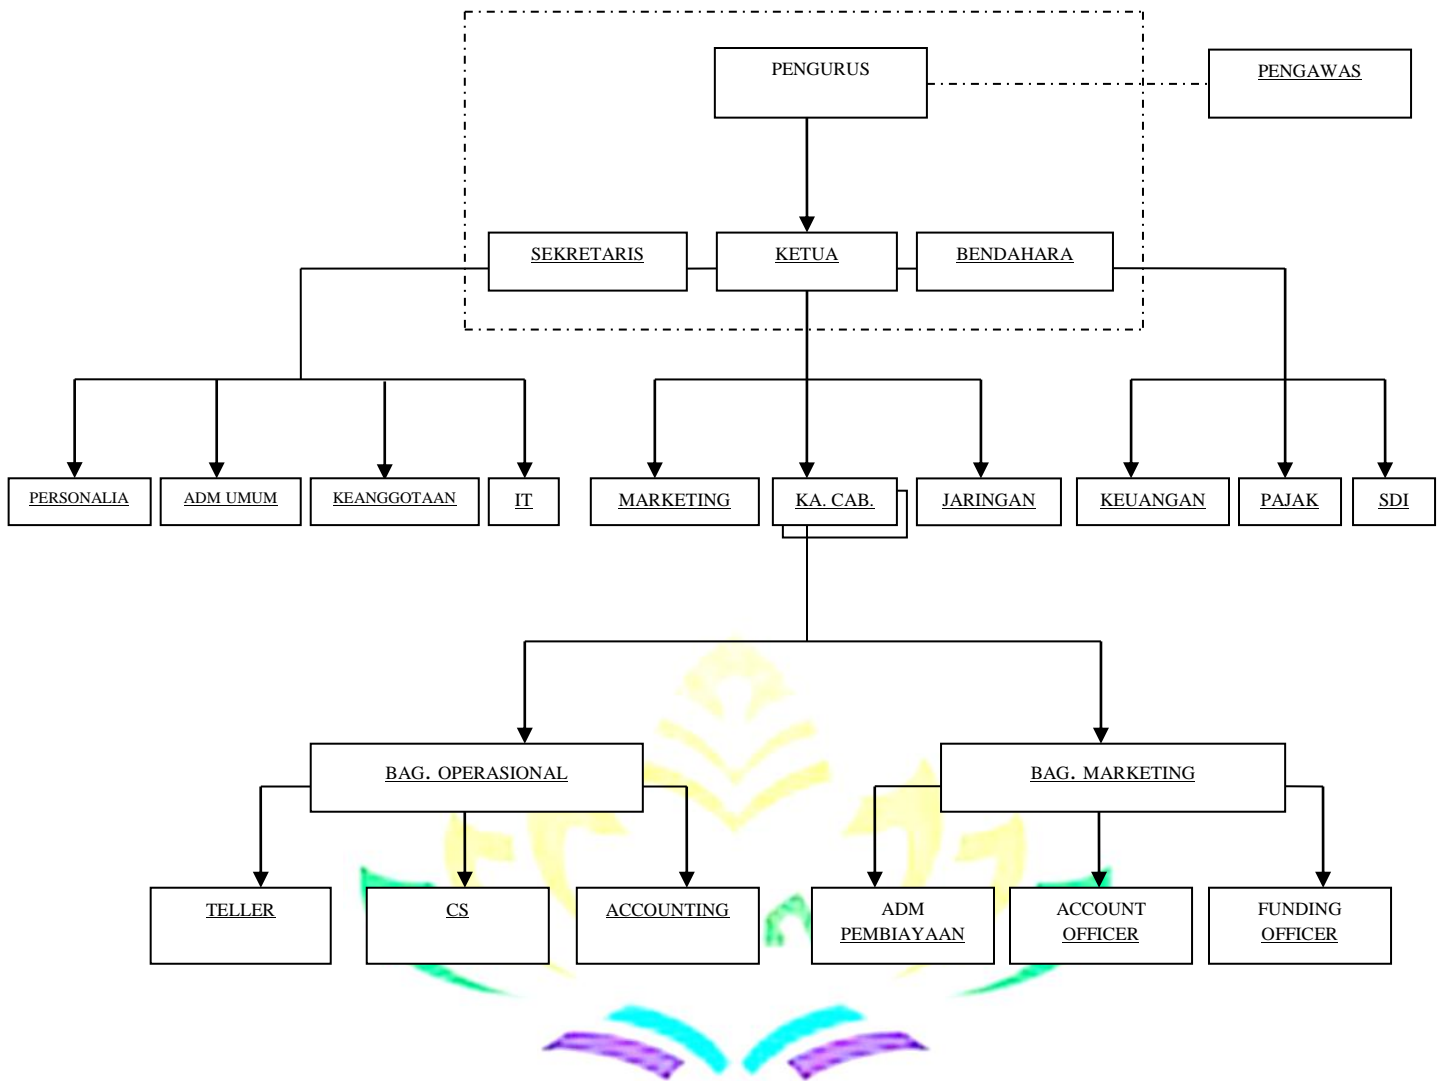 PENGURUS
PENGAWAS
SEKRETARIS
KETUA
BENDAHARA
PERSONALIA
ADM UMUM
KEANGGOTAAN
IT
MARKETING
KA. CAB.
JARINGAN
KEUANGAN
PAJAK
SDI
BAG. OPERASIONAL
BAG. MARKETING
TELLER
CS
ACCOUNTING
ADM
PEMBIAYAAN
ACCOUNT
OFFICER
FUNDING
OFFICER